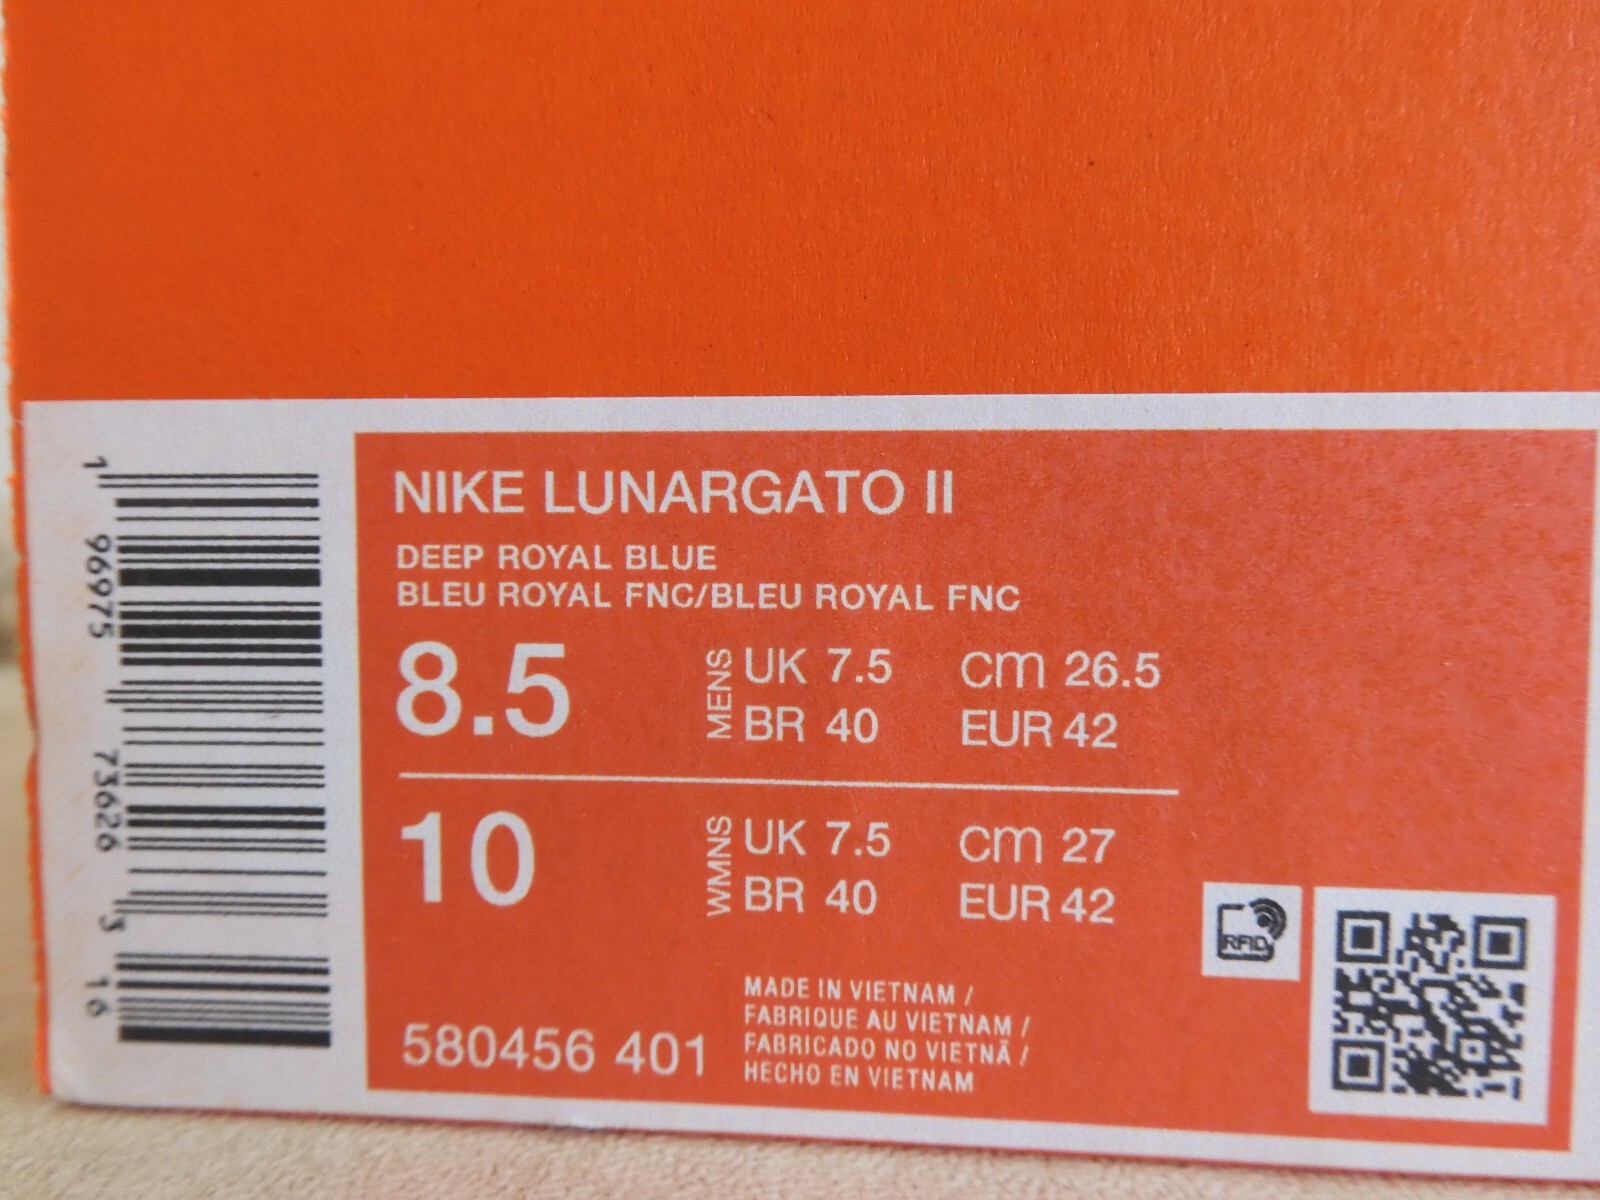 NIKE LUNARGATO II
DEEP ROYAL BLUE
BLEU ROYAL FNC/BLEU ROYAL FNC
8.5 MENS UK 7.5 cm 26.5
BR 40 EUR 42
10 WMNS UK 7.5 cm 27
BR 40 EUR 42
580456 401
MADE IN VIETNAM /
FABRIQUE AU VIETNAM /
FABRICADO NO VIETNÃ /
HECHO EN VIETNAM
RFID
1 96975 73626 3 16